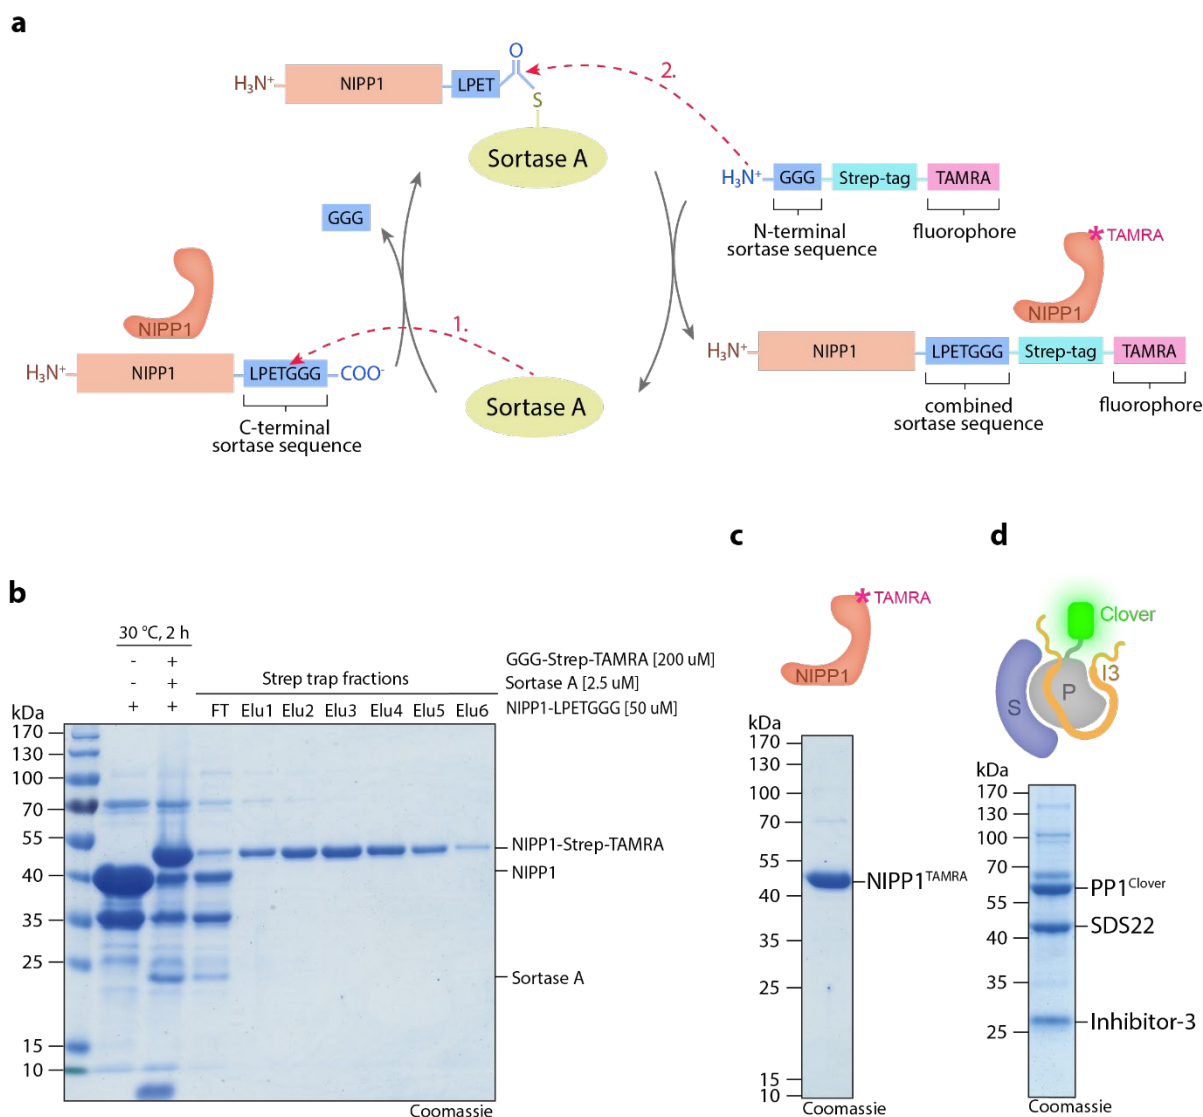 a
O
H₃N⁺
NIPP1
LPET
2.
S
Sortase A
H₃N⁺
GGG
Strep-tag
TAMRA
GGG
N-terminal
sortase sequence
fluorophore
*TAMRA
NIPP1
NIPP1
1.
H₃N⁺
NIPP1
LPETGGG
COO⁻
Sortase A
C-terminal
sortase sequence
H₃N⁺
NIPP1
LPETGGG
Strep-tag
TAMRA
combined
sortase sequence
fluorophore
b
30 °C, 2 h
- + GGG-Strep-TAMRA [200 uM]
- + Sortase A [2.5 uM]
+ + NIPP1-LPETGGG [50 uM]
Strep trap fractions
FT Elu1 Elu2 Elu3 Elu4 Elu5 Elu6
kDa
170
130
100
70
55
40
35
25
15
10
NIPP1-Strep-TAMRA
NIPP1
Sortase A
Coomassie
c
*TAMRA
NIPP1
kDa
170
130
100
70
55
40
35
25
15
10
NIPP1ᵀᴬᴹᴿᴬ
Coomassie
d
Clover
I3
P
S
kDa
170
130
100
70
55
40
35
25
PP1ᶜˡᵒᵛᵉʳ
SDS22
Inhibitor-3
Coomassie